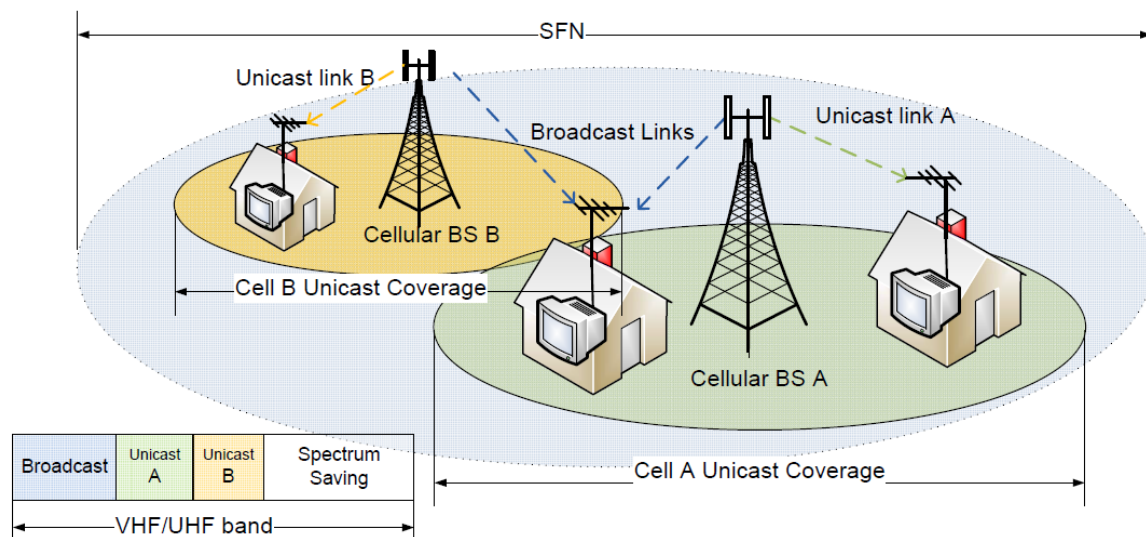 SFN
Unicast link B
Unicast link A
Broadcast Links
Cellular BS B
Cell B Unicast Coverage
Cellular BS A
Cell A Unicast Coverage
Broadcast
Unicast
A
Unicast
B
Spectrum
Saving
VHF/UHF band